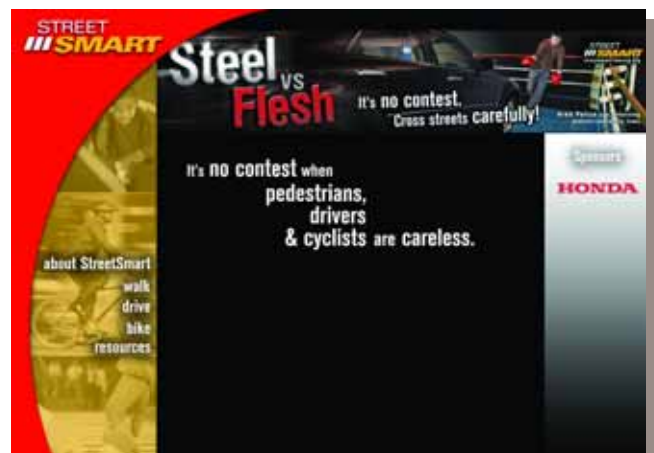 STREET
SMART
Steel
vs
Flesh
It's no contest.
Cross streets carefully!
STREET
SMART
Sponsors
HONDA
It's no contest when
pedestrians,
drivers
& cyclists are careless.
about StreetSmart
walk
drive
bike
resources